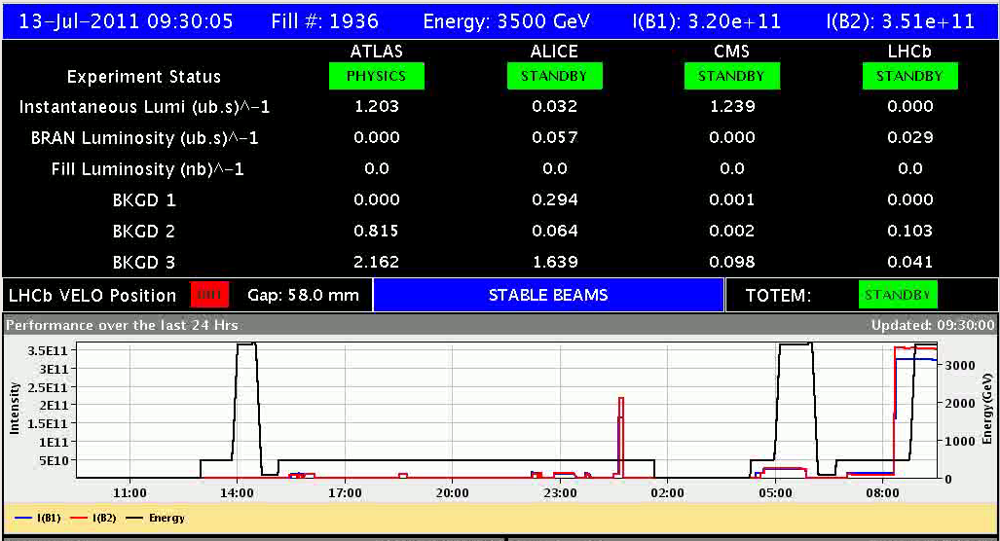 13-Jul-2011 09:30:05 Fill #: 1936 Energy: 3500 GeV I(B1): 3.20e+11 I(B2): 3.51e+11
ATLAS ALICE CMS LHCb
Experiment Status PHYSICS STANDBY STANDBY STANDBY
Instantaneous Lumi (ub.s)^-1 1.203 0.032 1.239 0.000
BRAN Luminosity (ub.s)^-1 0.000 0.057 0.000 0.029
Fill Luminosity (nb)^-1 0.0 0.0 0.0 0.0
BKGD 1 0.000 0.294 0.001 0.000
BKGD 2 0.815 0.064 0.002 0.103
BKGD 3 2.162 1.639 0.098 0.041
LHCb VELO Position Gap: 58.0 mm STABLE BEAMS TOTEM: STANDBY
Performance over the last 24 Hrs Updated: 09:30:00
Intensity
3.5E11
3E11
2.5E11
2E11
1.5E11
1E11
5E10
3000
2000
1000
0
Energy (GeV)
11:00 14:00 17:00 20:00 23:00 02:00 05:00 08:00
I(B1) I(B2) Energy